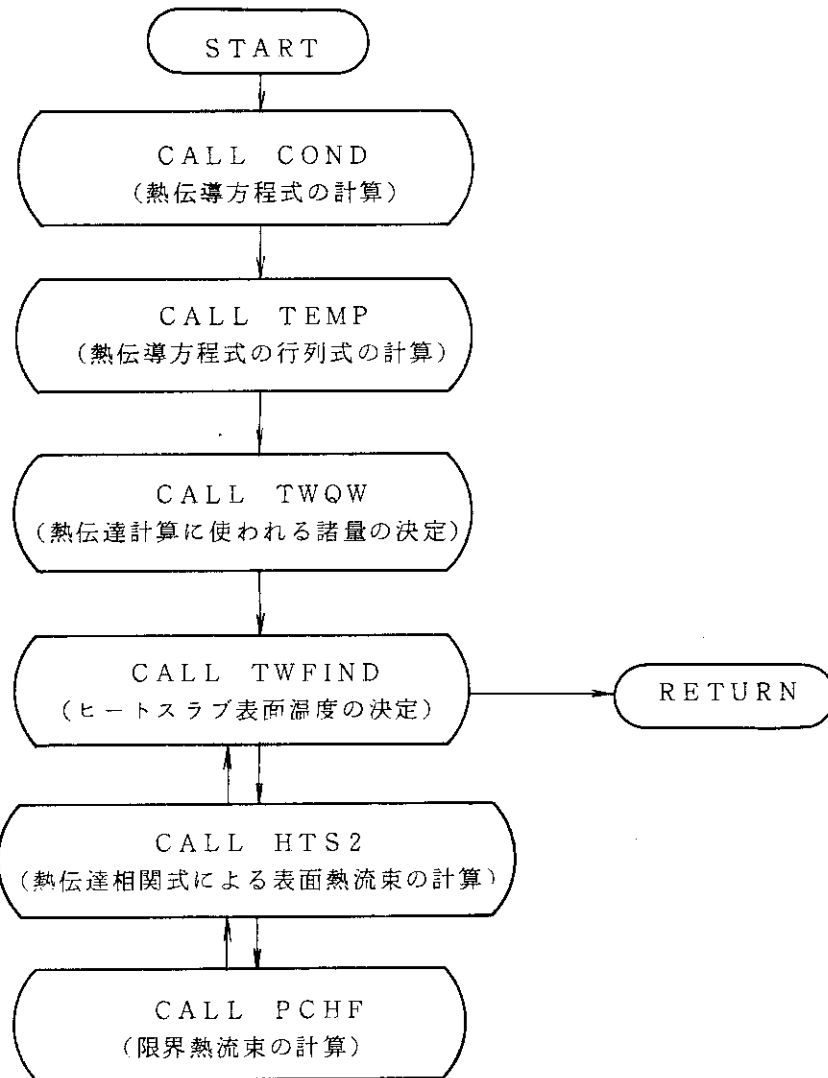 START
CALL COND
(熱伝導方程式の計算)
CALL TEMP
(熱伝導方程式の行列式の計算)
CALL TWQW
(熱伝達計算に使われる諸量の決定)
CALL TWFIND
(ヒートスラブ表面温度の決定)
RETURN
CALL HTS2
(熱伝達相関式による表面熱流束の計算)
CALL PCHF
(限界熱流束の計算)